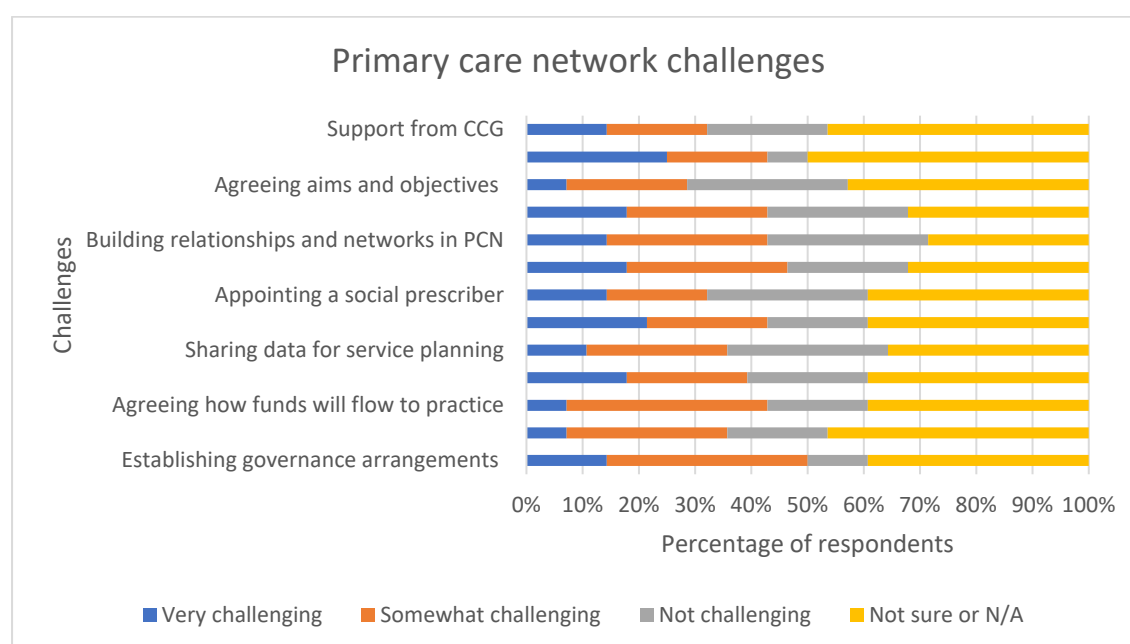 Primary care network challenges
Support from CCG
Agreeing aims and objectives
Building relationships and networks in PCN
Appointing a social prescriber
Sharing data for service planning
Agreeing how funds will flow to practice
Establishing governance arrangements
Challenges
0% 10% 20% 30% 40% 50% 60% 70% 80% 90% 100%
Percentage of respondents
Very challenging Somewhat challenging Not challenging Not sure or N/A